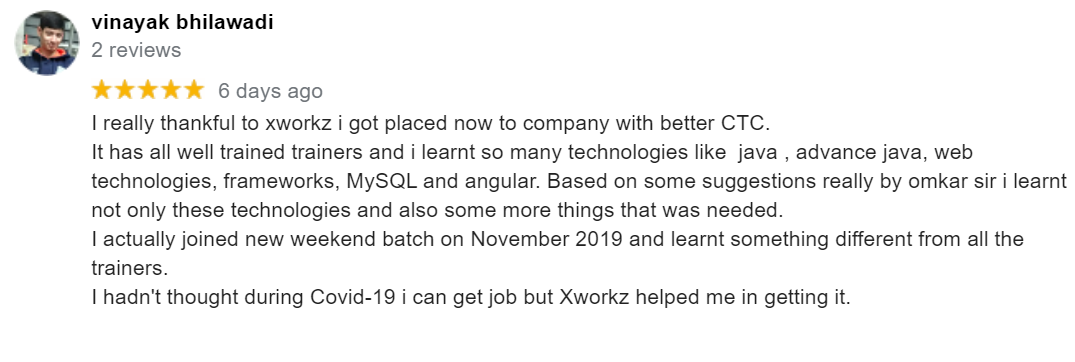 vinayak bhilawadi
2 reviews
6 days ago
I really thankful to xworkz i got placed now to company with better CTC.
It has all well trained trainers and i learnt so many technologies like  java , advance java, web
technologies, frameworks, MySQL and angular. Based on some suggestions really by omkar sir i learnt
not only these technologies and also some more things that was needed.
I actually joined new weekend batch on November 2019 and learnt something different from all the
trainers.
I hadn't thought during Covid-19 i can get job but Xworkz helped me in getting it.